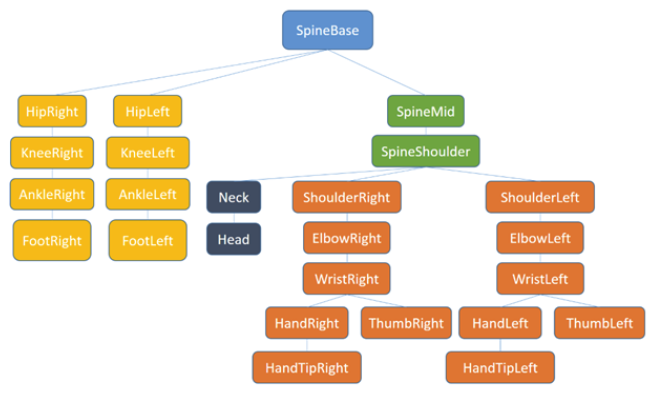 SpineBase
HipRight
HipLeft
SpineMid
KneeRight
KneeLeft
SpineShoulder
AnkleRight
AnkleLeft
Neck
ShoulderRight
ShoulderLeft
FootRight
FootLeft
Head
ElbowRight
ElbowLeft
WristRight
WristLeft
HandRight
ThumbRight
HandLeft
ThumbLeft
HandTipRight
HandTipLeft